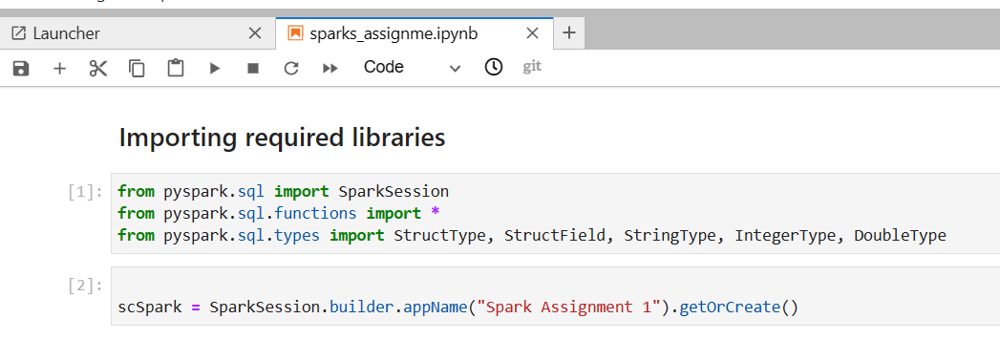 Launcher
sparks_assignme.ipynb
Code
git
Importing required libraries
[1]:
from pyspark.sql import SparkSession
from pyspark.sql.functions import *
from pyspark.sql.types import StructType, StructField, StringType, IntegerType, DoubleType
[2]:
scSpark = SparkSession.builder.appName("Spark Assignment 1").getOrCreate()